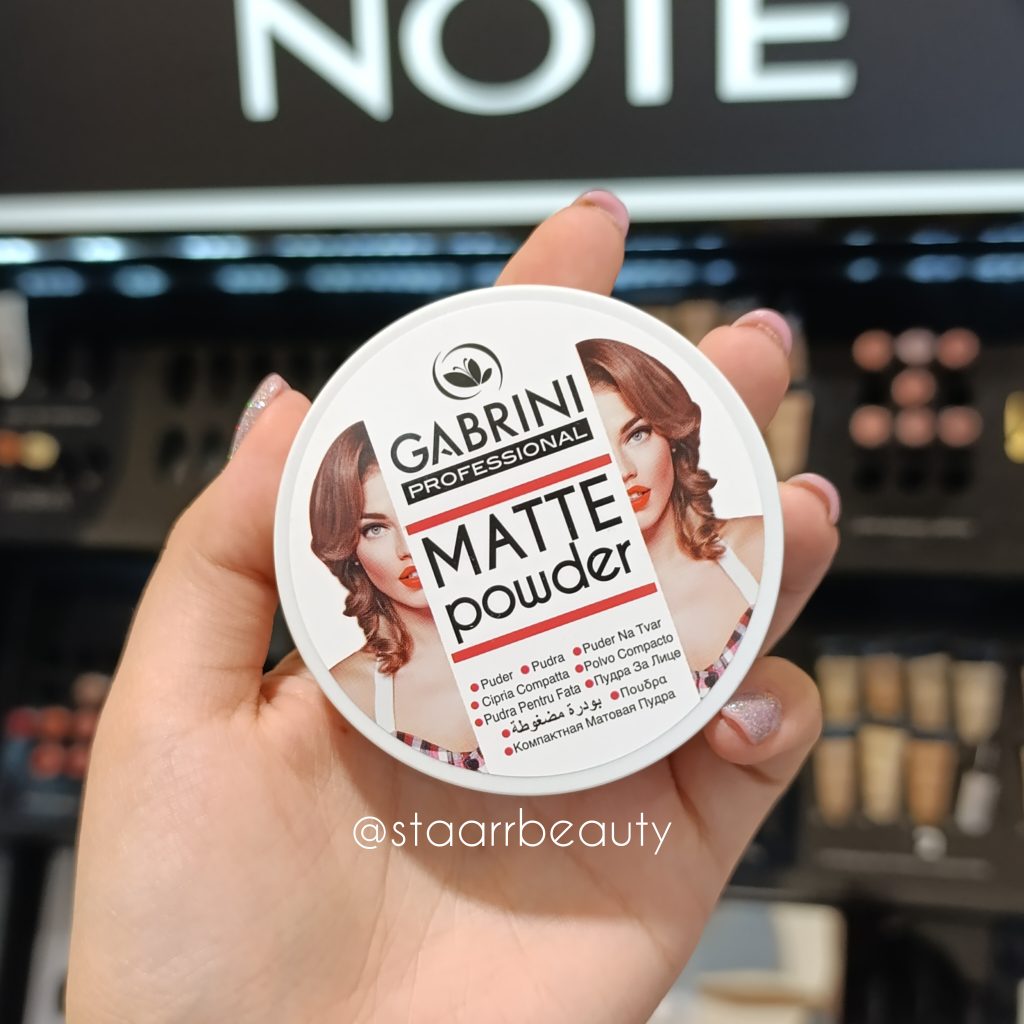 NOTE
GABRINI
PROFESSIONAL
MATTE
powder
• Puder • Pudra • Puder Na Tvar
• Cipria Compatta • Polvo Compacto
• Pudra Pentru Fata • Пудра За Лице
• بودرة مضغوطة • Πουδρα
• Компактная Матовая Пудра
@staarrbeauty